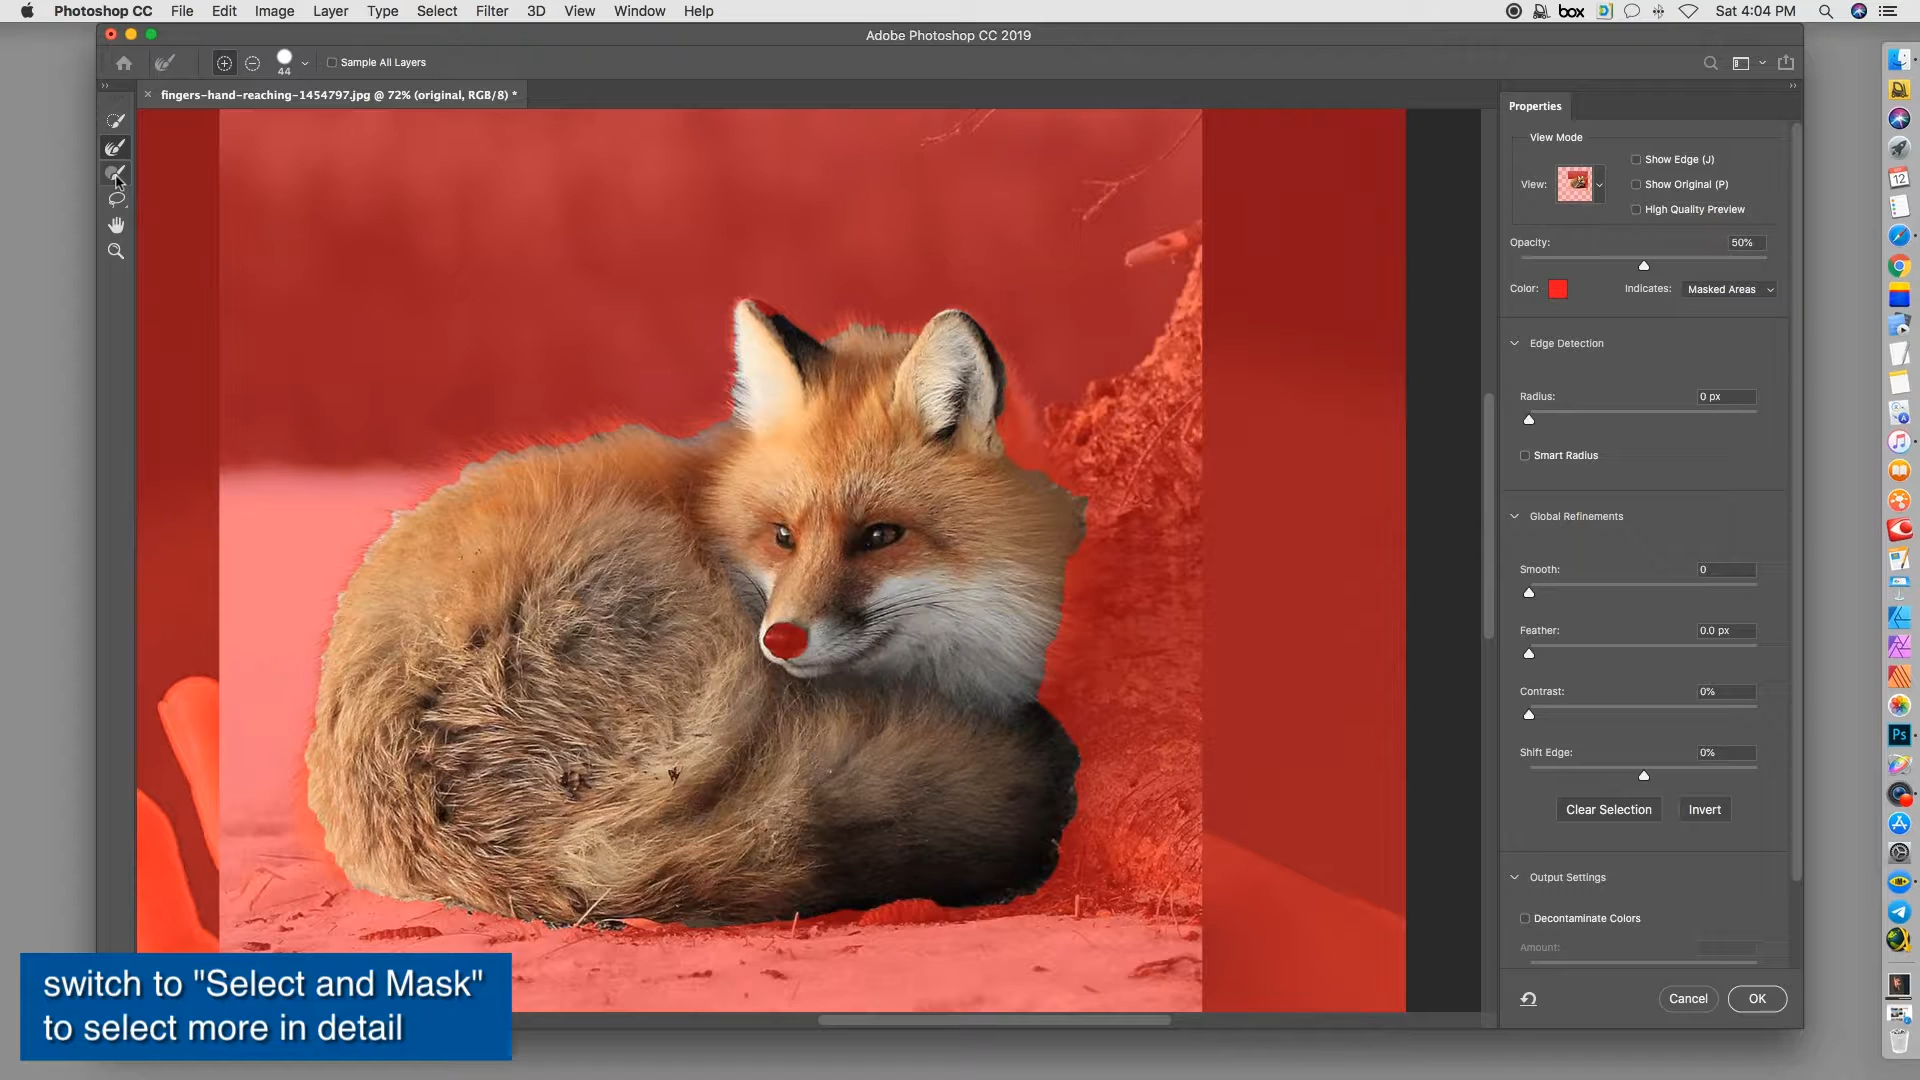 Photoshop CC File Edit Image Layer Type Select Filter 3D View Window Help box Sat 4:04 PM
Adobe Photoshop CC 2019
44 Sample All Layers
fingers-hand-reaching-1454797.jpg @ 72% (original, RGB/8) *
Properties
View Mode
Show Edge (J)
View: Show Original (P)
High Quality Preview
Opacity: 50%
Color: Indicates: Masked Areas
Edge Detection
Radius: 0 px
Smart Radius
Global Refinements
Smooth: 0
Feather: 0.0 px
Contrast: 0%
Shift Edge: 0%
Clear Selection Invert
Output Settings
Decontaminate Colors
Amount:
Cancel OK
12
Ps
switch to "Select and Mask"
to select more in detail